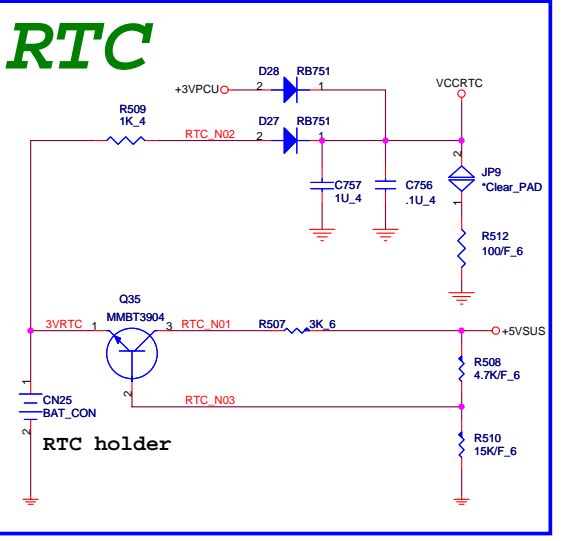 RTC
D28 RB751
+3VPCU 2 1
VCCRTC
R509
1K_4
D27 RB751
RTC_N02 2 1
2
JP9
*Clear_PAD
1
C757
1U_4
C756
.1U_4
R512
100/F_6
Q35
MMBT3904
3VRTC 1 3 RTC_N01 R507 3K_6 +5VSUS
R508
4.7K/F_6
2 RTC_N03
1
CN25
BAT_CON
2
RTC holder
R510
15K/F_6